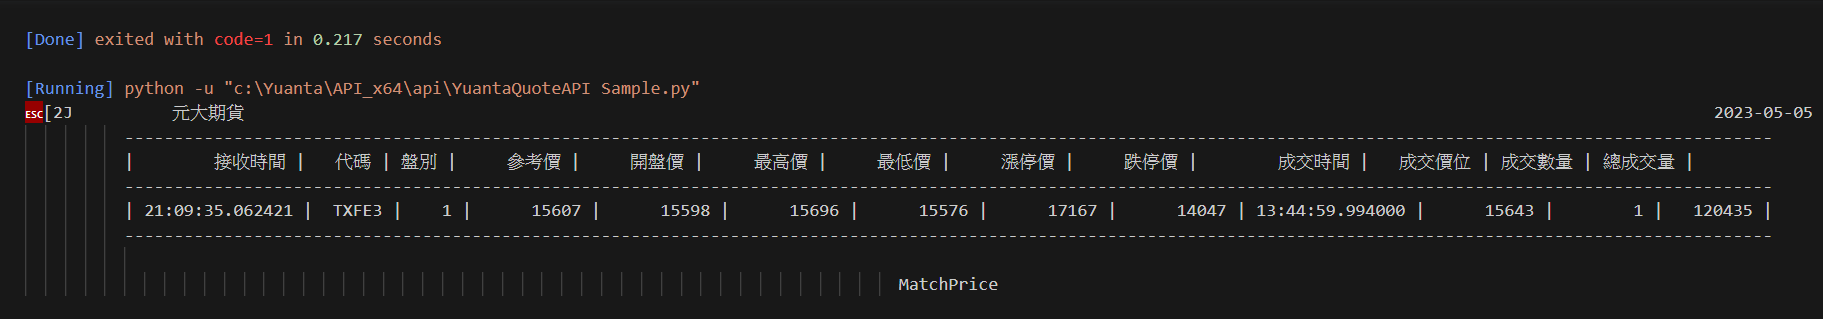 [Done] exited with code=1 in 0.217 seconds
[Running] python -u "c:\Yuanta\API_x64\api\YuantaQuoteAPI Sample.py"
ESC[2J 元大期貨 2023-05-05
| 接收時間 | 代碼 | 盤別 | 參考價 | 開盤價 | 最高價 | 最低價 | 漲停價 | 跌停價 | 成交時間 | 成交價位 | 成交數量 | 總成交量 |
| 21:09:35.062421 | TXFE3 | 1 | 15607 | 15598 | 15696 | 15576 | 17167 | 14047 | 13:44:59.994000 | 15643 | 1 | 120435 |
MatchPrice